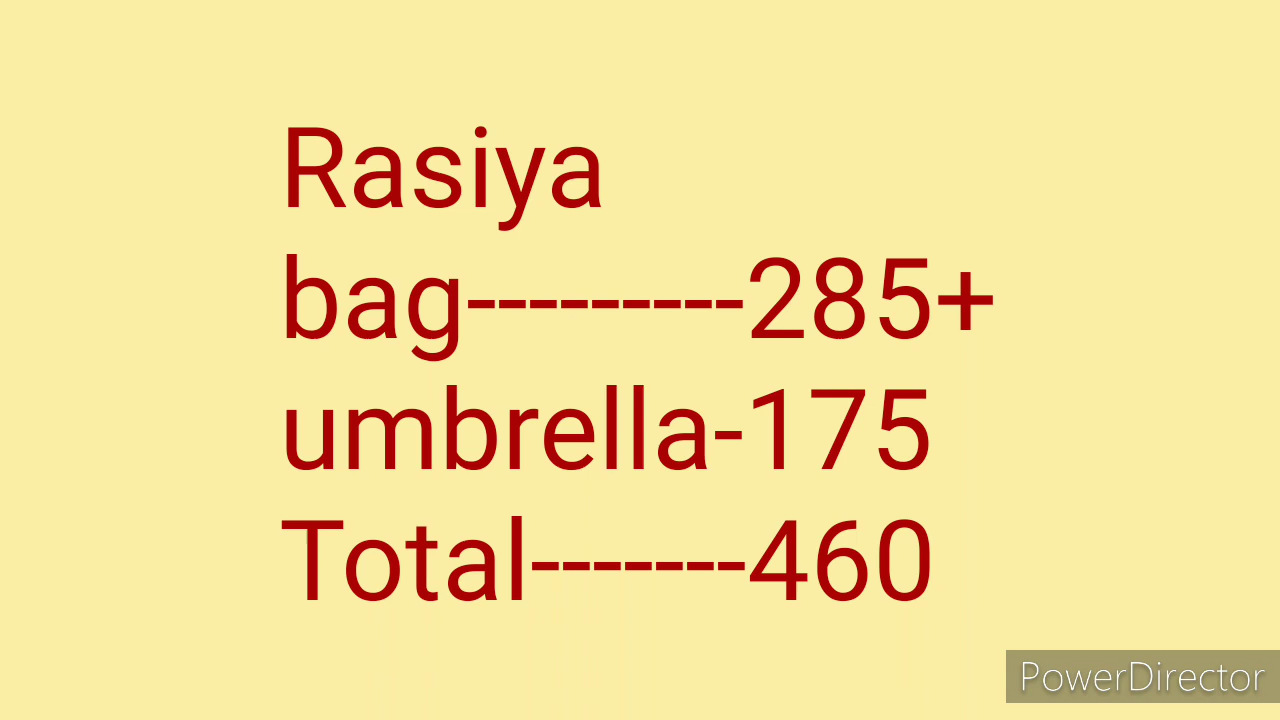 Rasiya
bag---------285+
umbrella-175
Total-------460
PowerDirector